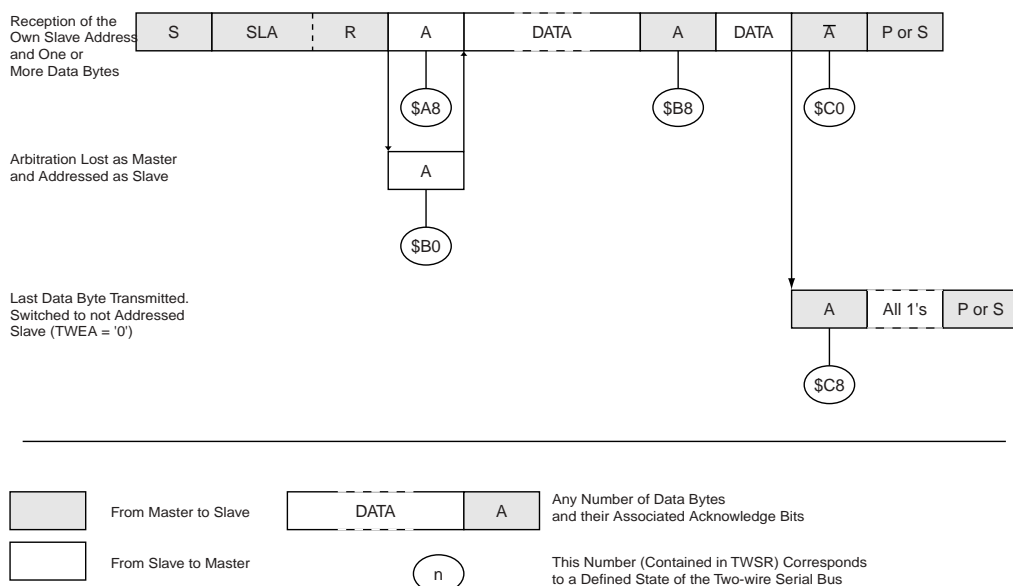 Reception of the
Own Slave Address
and One or
More Data Bytes
S SLA R A DATA A DATA A̅ P or S
$A8 $B8 $C0
Arbitration Lost as Master
and Addressed as Slave
A
$B0
Last Data Byte Transmitted.
Switched to not Addressed
Slave (TWEA = '0')
A All 1's P or S
$C8
From Master to Slave
DATA A
Any Number of Data Bytes
and their Associated Acknowledge Bits
From Slave to Master
n
This Number (Contained in TWSR) Corresponds
to a Defined State of the Two-wire Serial Bus